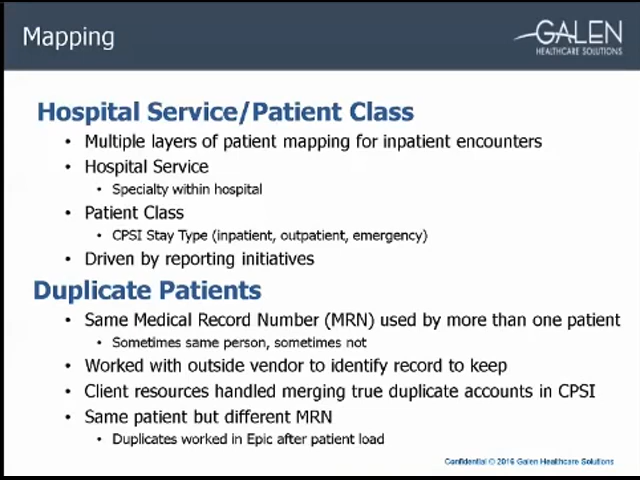 Mapping
GALEN
HEALTHCARE SOLUTIONS
Hospital Service/Patient Class
• Multiple layers of patient mapping for inpatient encounters
• Hospital Service
• Specialty within hospital
• Patient Class
• CPSI Stay Type (inpatient, outpatient, emergency)
• Driven by reporting initiatives
Duplicate Patients
• Same Medical Record Number (MRN) used by more than one patient
• Sometimes same person, sometimes not
• Worked with outside vendor to identify record to keep
• Client resources handled merging true duplicate accounts in CPSI
• Same patient but different MRN
• Duplicates worked in Epic after patient load
Confidential © 2016 Galen Healthcare Solutions